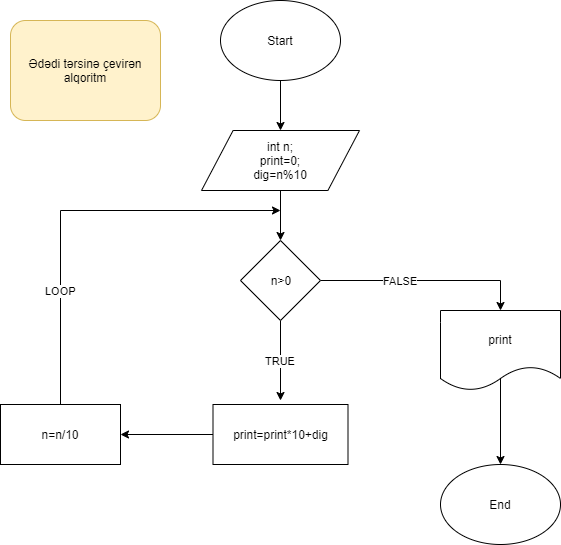 Ədədi tərsinə çevirən
alqoritm
Start
int n;
print=0;
dig=n%10
n>0
FALSE
LOOP
print
TRUE
n=n/10
print=print*10+dig
End